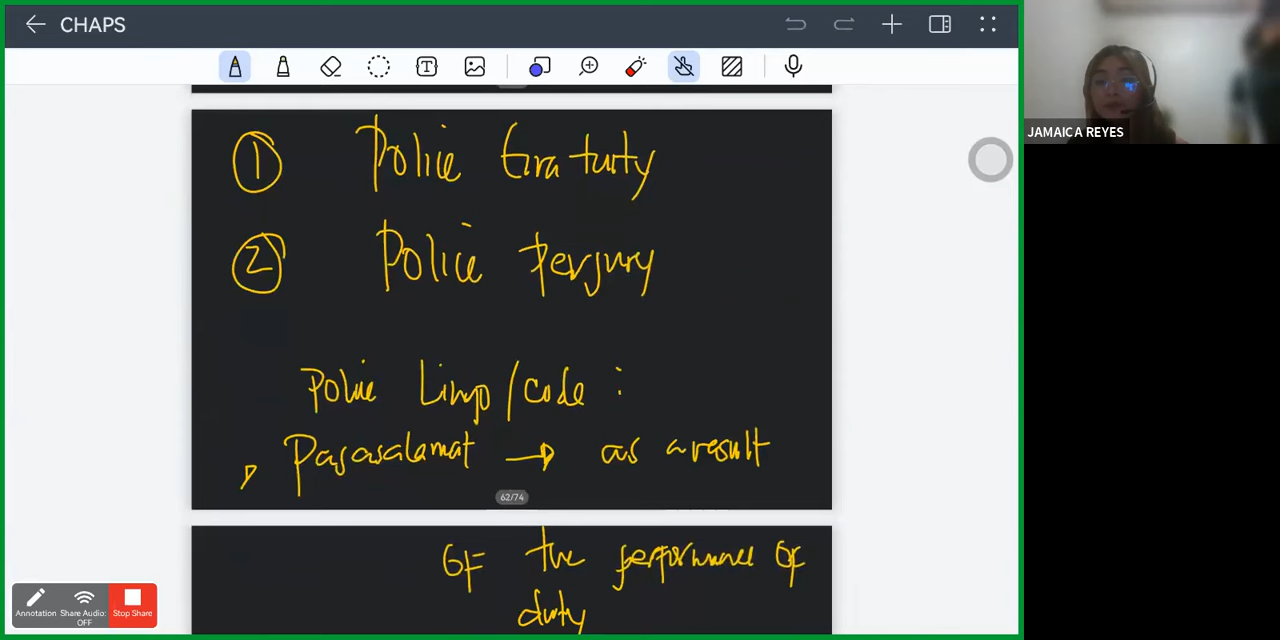 CHAPS
T
JAMAICA REYES
1 Police Gratuity
2 Police Perjury
Police Lingo/code :
Pasasalamat → as a result
62/74
OF the performance OF
duty
Annotation
Share Audio: OFF
Stop Share